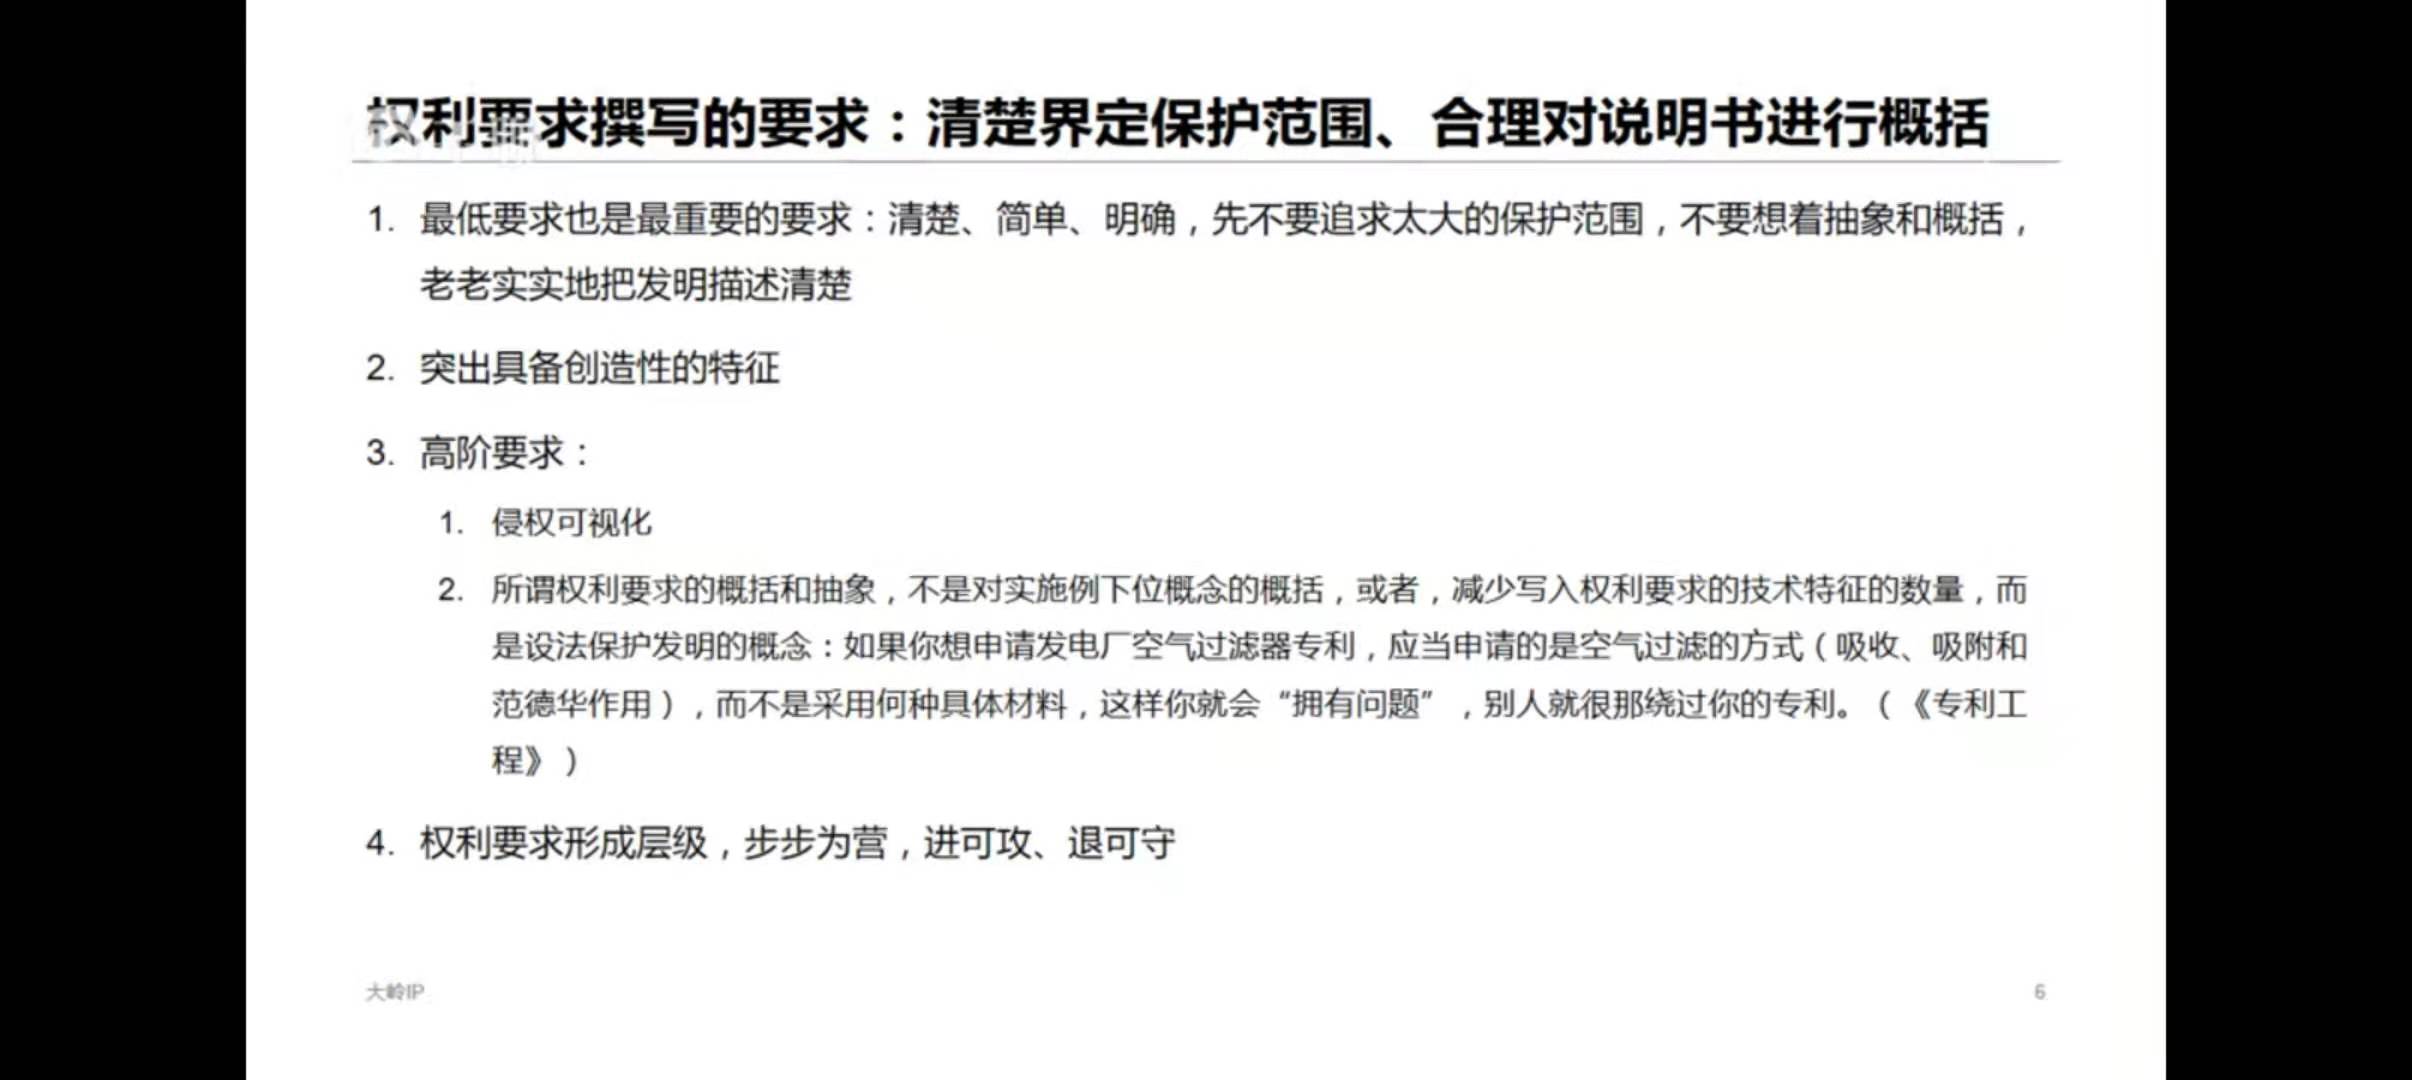 权利要求撰写的要求：清楚界定保护范围、合理对说明书进行概括
1. 最低要求也是最重要的要求：清楚、简单、明确，先不要追求太大的保护范围，不要想着抽象和概括，
老老实实地把发明描述清楚
2. 突出具备创造性的特征
3. 高阶要求：
1. 侵权可视化
2. 所谓权利要求的概括和抽象，不是对实施例下位概念的概括，或者，减少写入权利要求的技术特征的数量，而
是设法保护发明的概念：如果你想申请发电厂空气过滤器专利，应当申请的是空气过滤的方式（吸收、吸附和
范德华作用），而不是采用何种具体材料，这样你就会“拥有问题”，别人就很那绕过你的专利。（《专利工
程》）
4. 权利要求形成层级，步步为营，进可攻、退可守
大岭IP
6